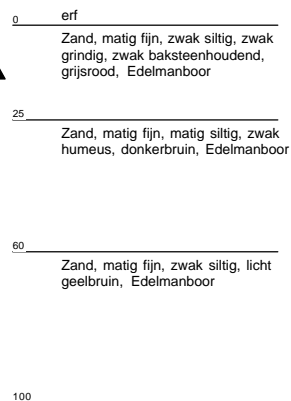 0 erf
Zand, matig fijn, zwak siltig, zwak
grindig, zwak baksteenhoudend,
grijsrood, Edelmanboor
25
Zand, matig fijn, matig siltig, zwak
humeus, donkerbruin, Edelmanboor
60
Zand, matig fijn, zwak siltig, licht
geelbruin, Edelmanboor
100